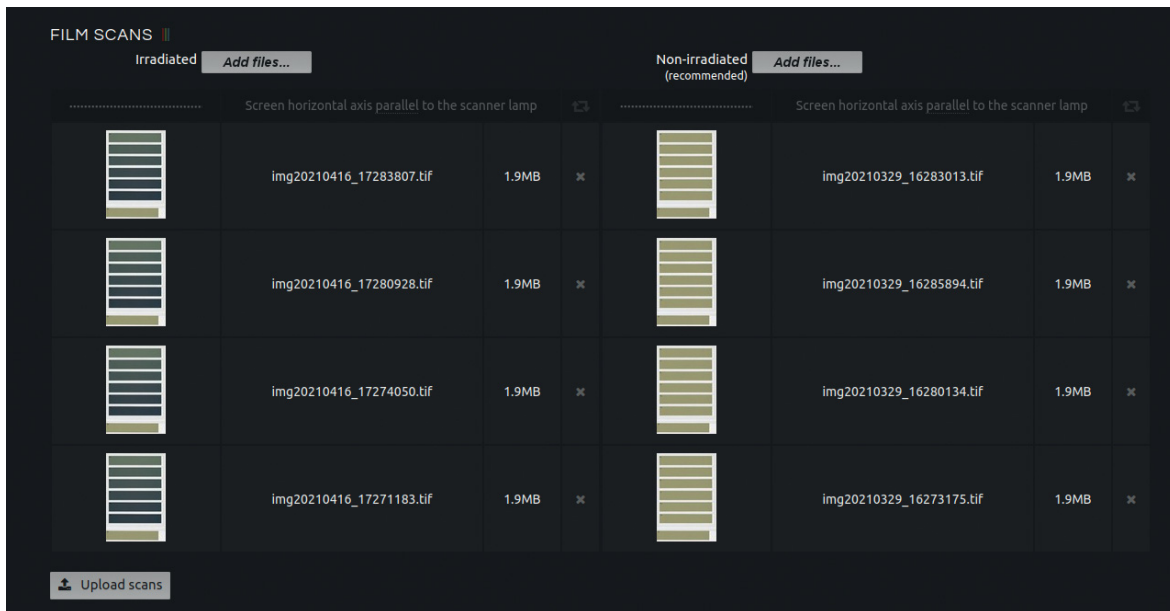 FILM SCANS
Irradiated Add files... Non-irradiated Add files...
(recommended)
Screen horizontal axis parallel to the scanner lamp Screen horizontal axis parallel to the scanner lamp
img20210416_17283807.tif 1.9MB img20210329_16283013.tif 1.9MB
img20210416_17280928.tif 1.9MB img20210329_16285894.tif 1.9MB
img20210416_17274050.tif 1.9MB img20210329_16280134.tif 1.9MB
img20210416_17271183.tif 1.9MB img20210329_16273175.tif 1.9MB
Upload scans